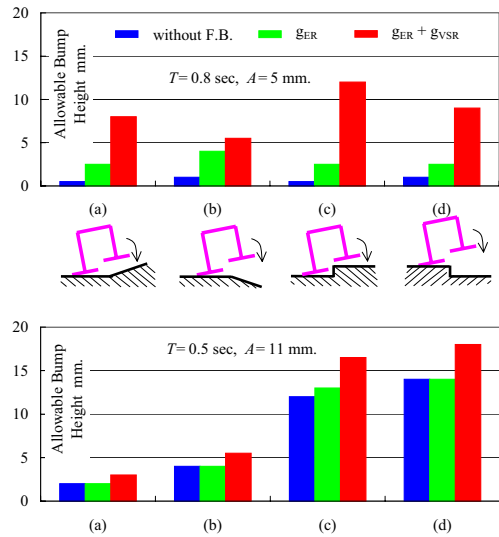 20
without F.B. gER gER + gVSR
15
T= 0.8 sec, A= 5 mm.
10
5
0
Allowable Bump
Height mm.
(a) (b) (c) (d)
20
T= 0.5 sec, A= 11 mm.
15
10
5
0
Allowable Bump
Height mm.
(a) (b) (c) (d)